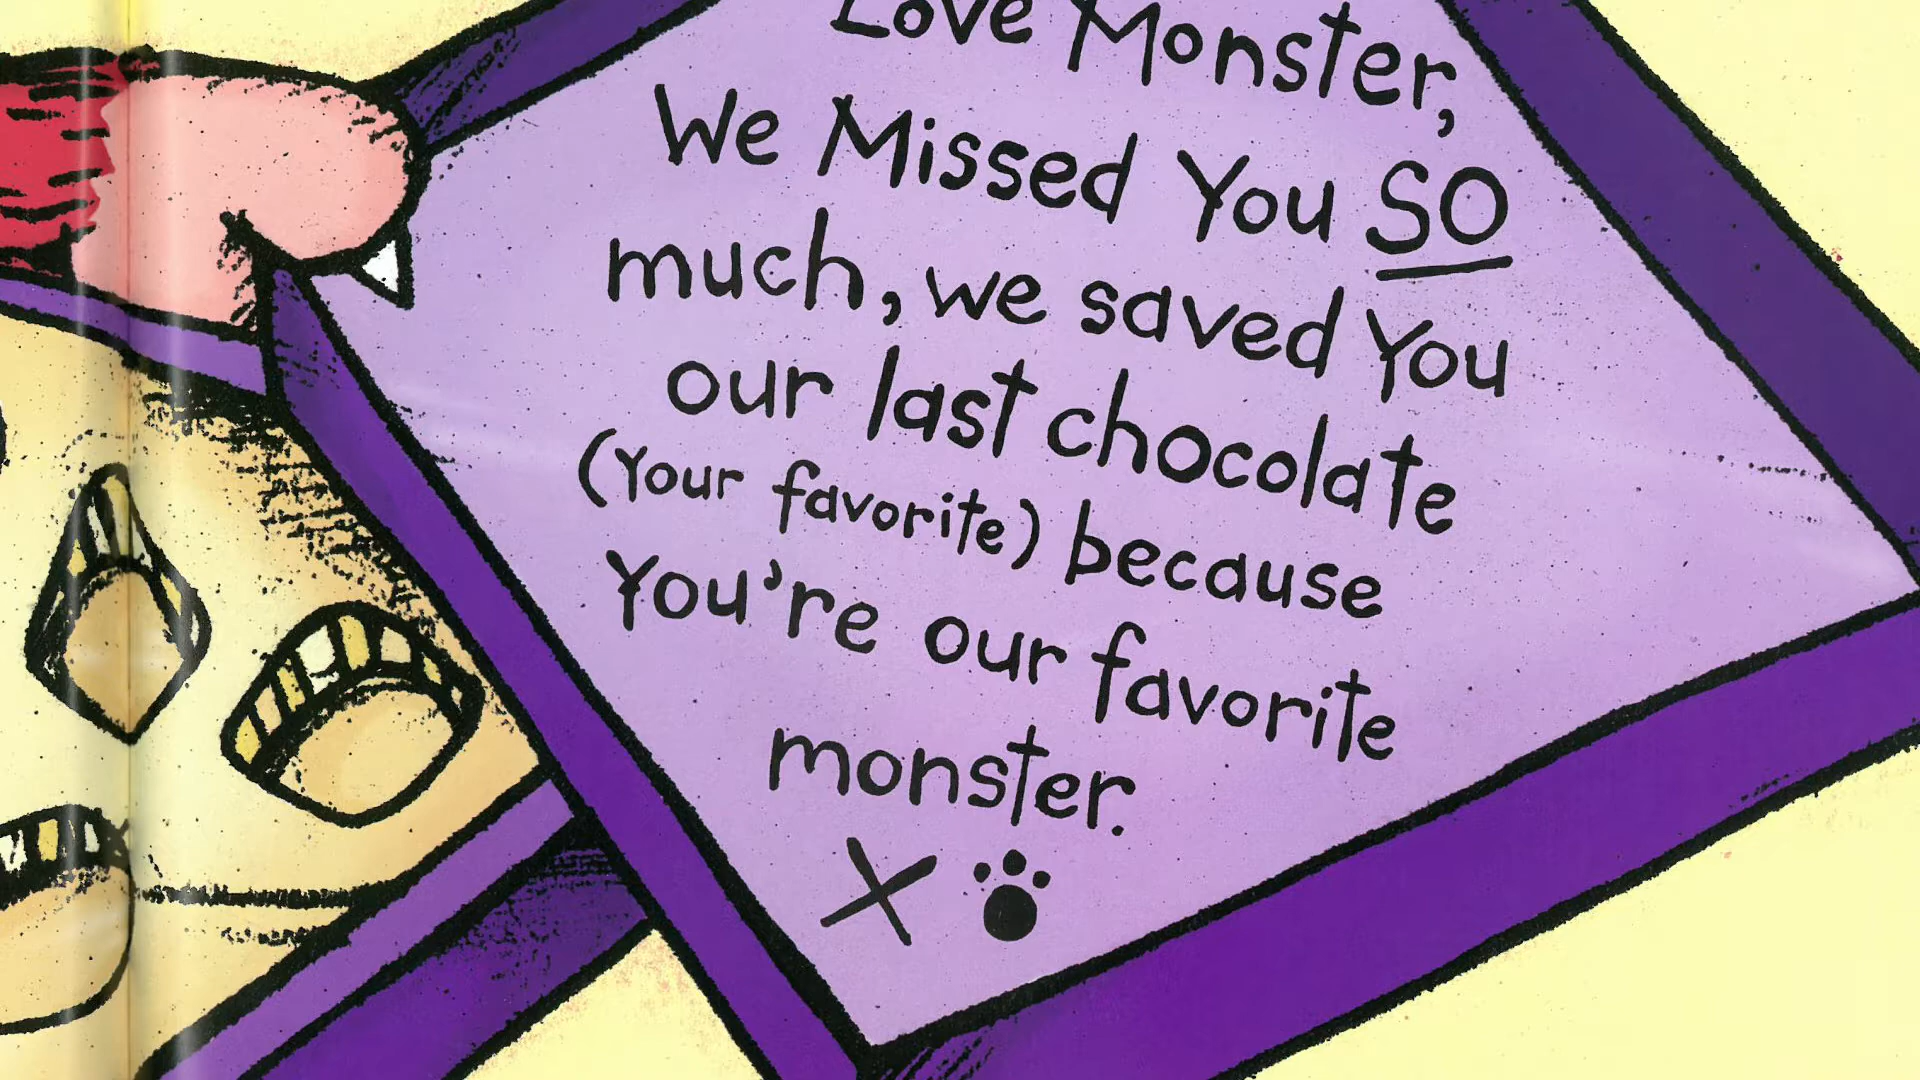 Love Monster,
We Missed You SO
much, we saved You
our last chocolate
(Your favorite) because
You're our favorite
monster.
X